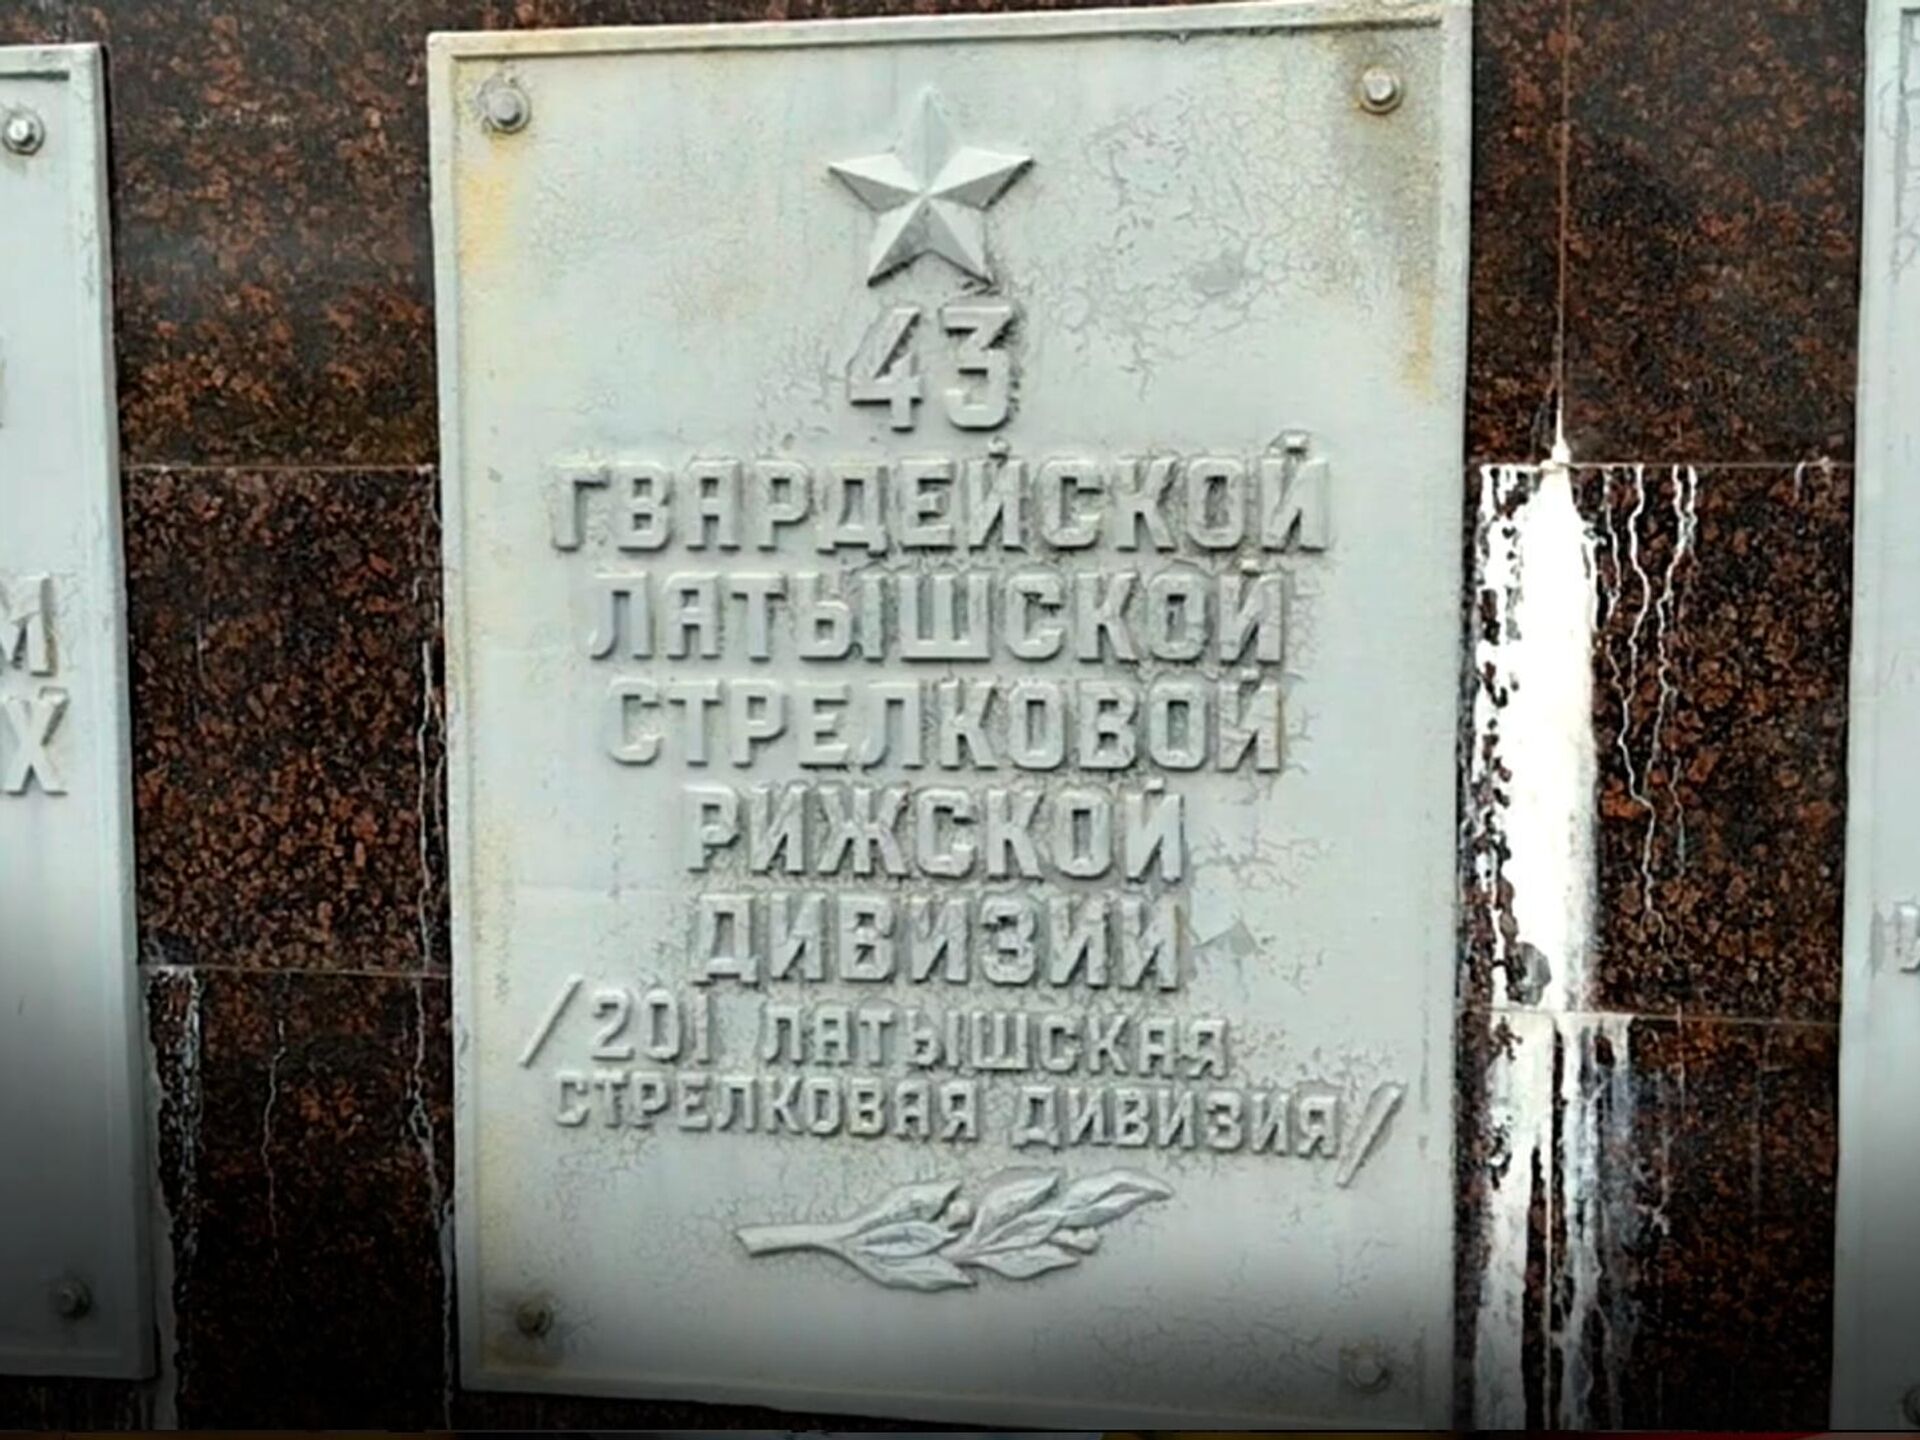 43
ГВАРДЕЙСКОЙ
ЛАТЫШСКОЙ
СТРЕЛКОВОЙ
РИЖСКОЙ
ДИВИЗИИ
/201 ЛАТЫШСКАЯ
СТРЕЛКОВАЯ ДИВИЗИЯ/